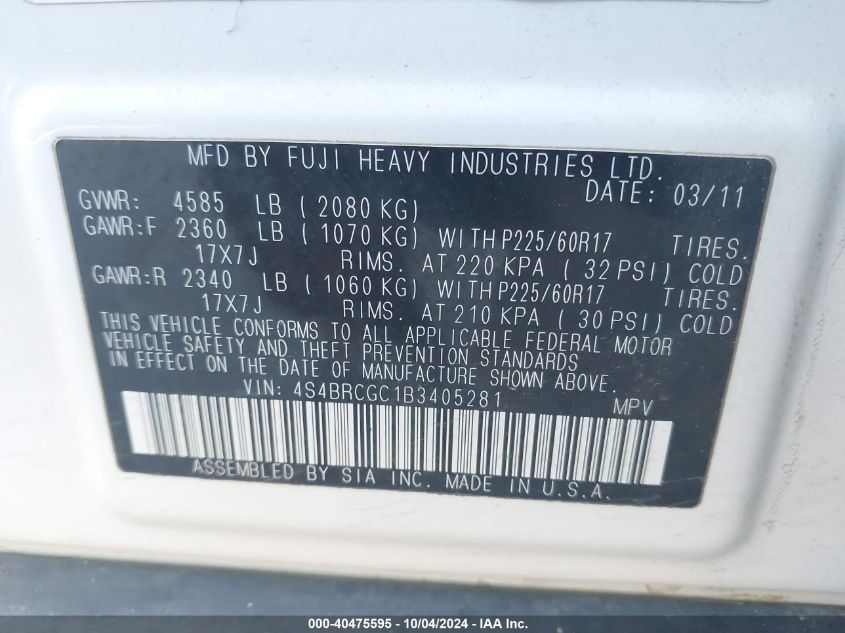 MFD BY FUJI HEAVY INDUSTRIES LTD.
DATE: 03/11
GVWR: 4585 LB ( 2080 KG)
GAWR:F 2360 LB ( 1070 KG) WITH P225/60R17 TIRES.
17X7J RIMS. AT 220 KPA ( 32 PSI) COLD
GAWR:R 2340 LB ( 1060 KG) WITH P225/60R17 TIRES.
17X7J RIMS. AT 210 KPA ( 30 PSI) COLD
THIS VEHICLE CONFORMS TO ALL APPLICABLE FEDERAL MOTOR
VEHICLE SAFETY AND THEFT PREVENTION STANDARDS
IN EFFECT ON THE DATE OF MANUFACTURE SHOWN ABOVE.
VIN: 4S4BRCGC1B3405281 MPV
ASSEMBLED BY SIA INC. MADE IN U.S.A.
000-40475595 - 10/04/2024 - IAAI Inc.